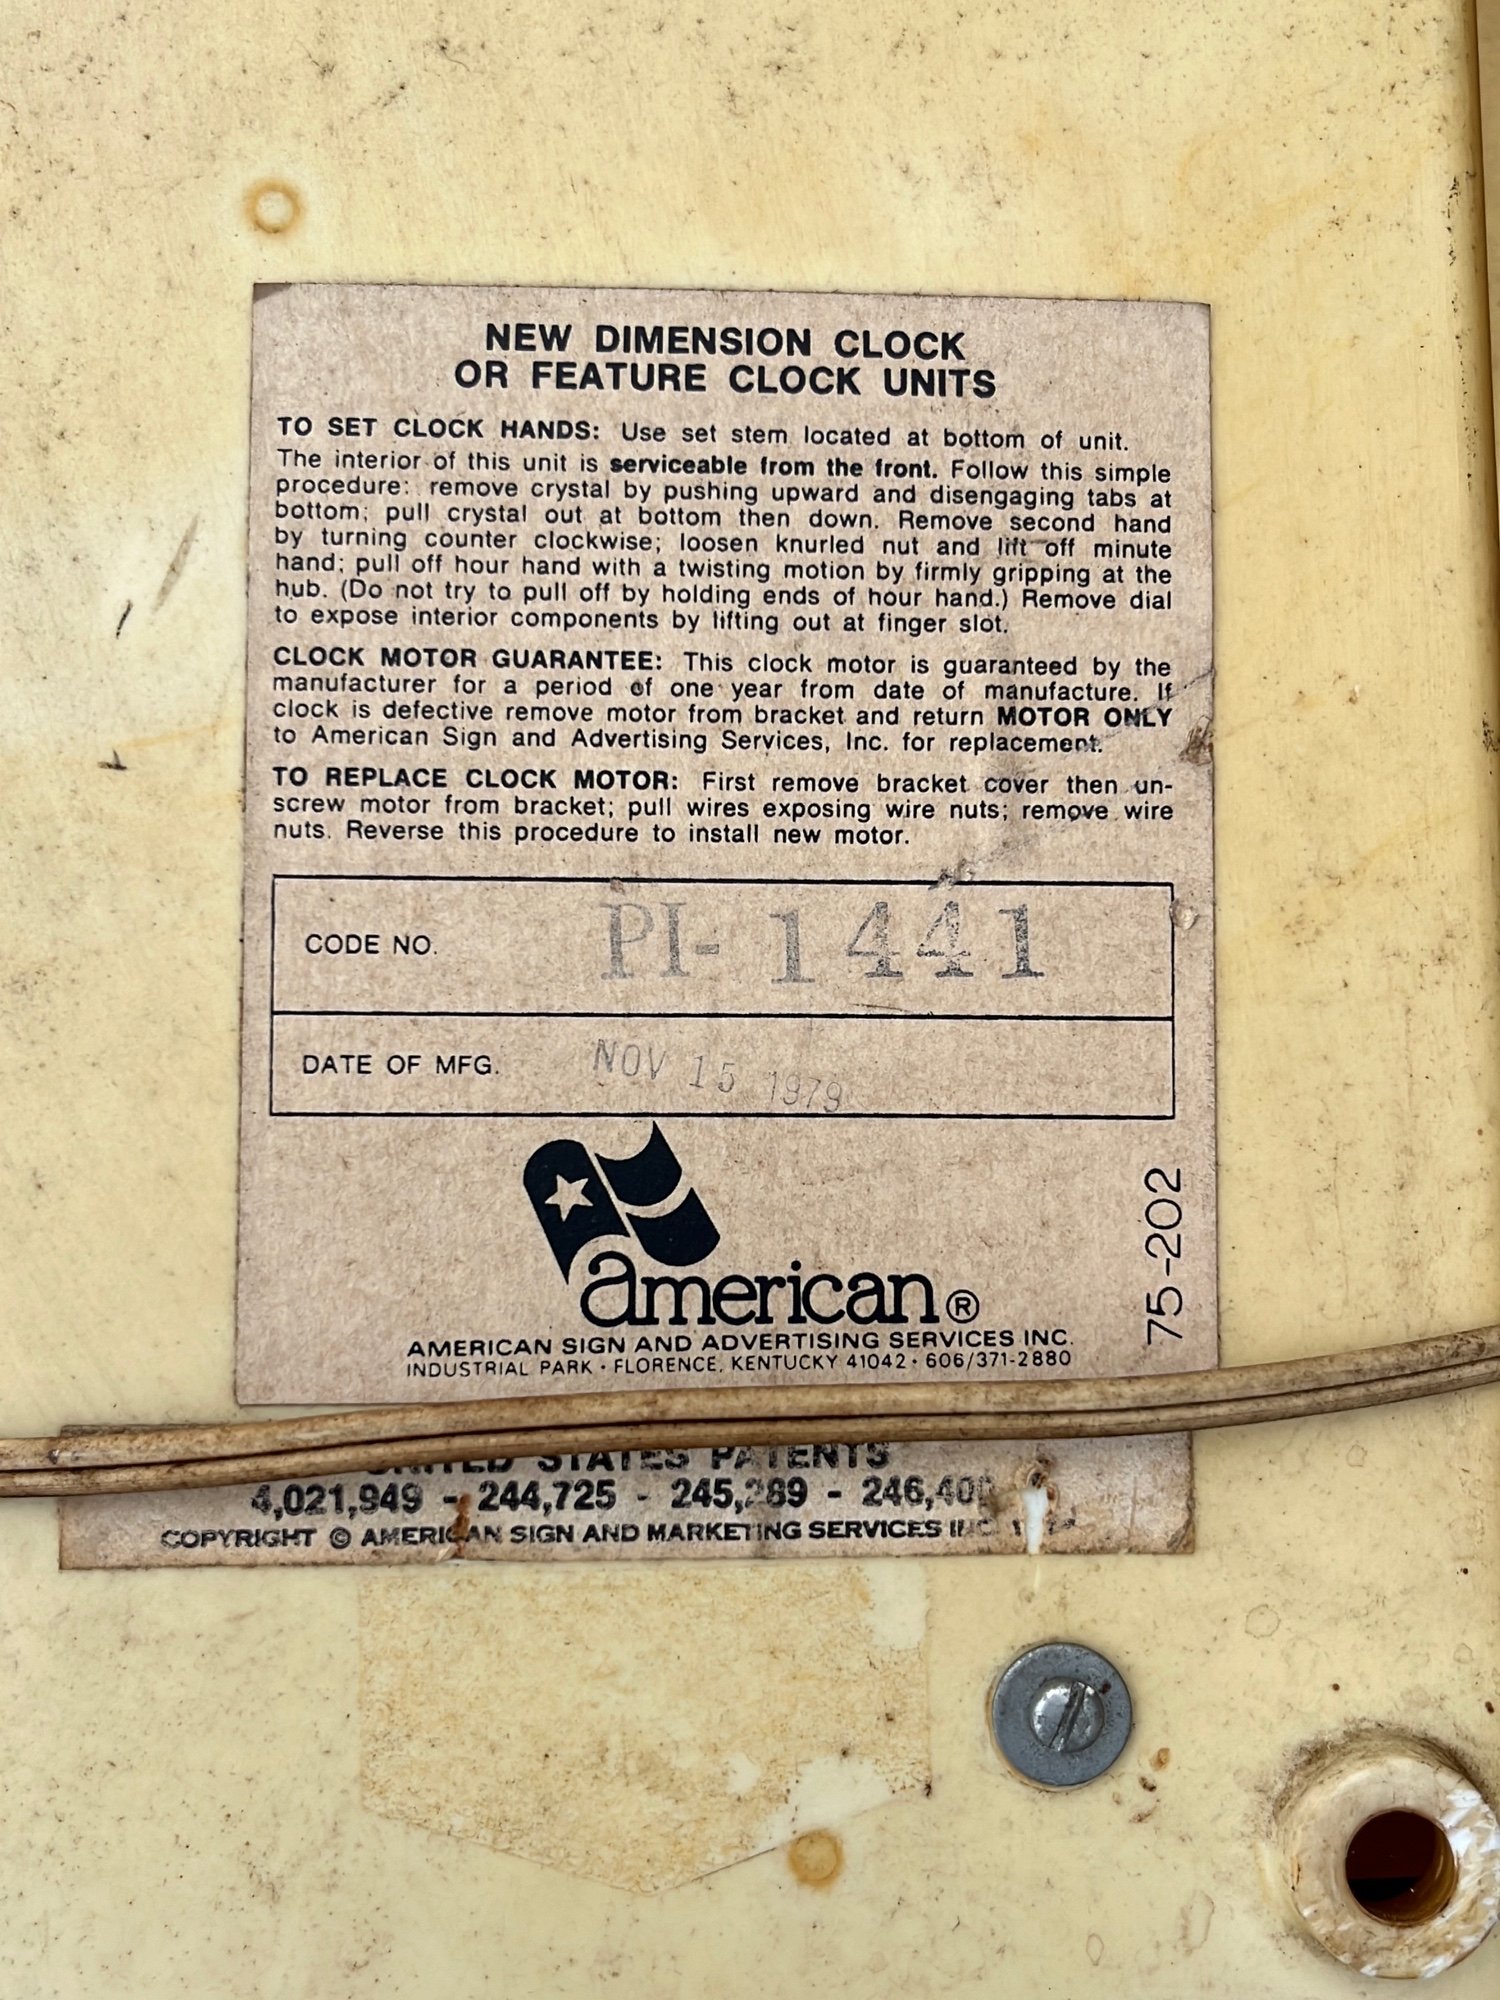 NEW DIMENSION CLOCK
OR FEATURE CLOCK UNITS
TO SET CLOCK HANDS: Use set stem located at bottom of unit.
The interior of this unit is serviceable from the front. Follow this simple
procedure: remove crystal by pushing upward and disengaging tabs at
bottom; pull crystal out at bottom then down. Remove second hand
by turning counter clockwise; loosen knurled nut and lift off minute
hand; pull off hour hand with a twisting motion by firmly gripping at the
hub. (Do not try to pull off by holding ends of hour hand.) Remove dial
to expose interior components by lifting out at finger slot.
CLOCK MOTOR GUARANTEE: This clock motor is guaranteed by the
manufacturer for a period of one year from date of manufacture. If
clock is defective remove motor from bracket and return MOTOR ONLY
to American Sign and Advertising Services, Inc. for replacement.
TO REPLACE CLOCK MOTOR: First remove bracket cover then un-
screw motor from bracket; pull wires exposing wire nuts; remove wire
nuts. Reverse this procedure to install new motor.
CODE NO. PI-1441
DATE OF MFG. NOV 15 1979
american®
AMERICAN SIGN AND ADVERTISING SERVICES INC.
INDUSTRIAL PARK · FLORENCE, KENTUCKY 41042 · 606/371-2880
75-202
UNITED STATES PATENTS
4,021,949 - 244,725 - 245,289 -
COPYRIGHT © AMERICAN SIGN AND MARKETING SERVICES INC